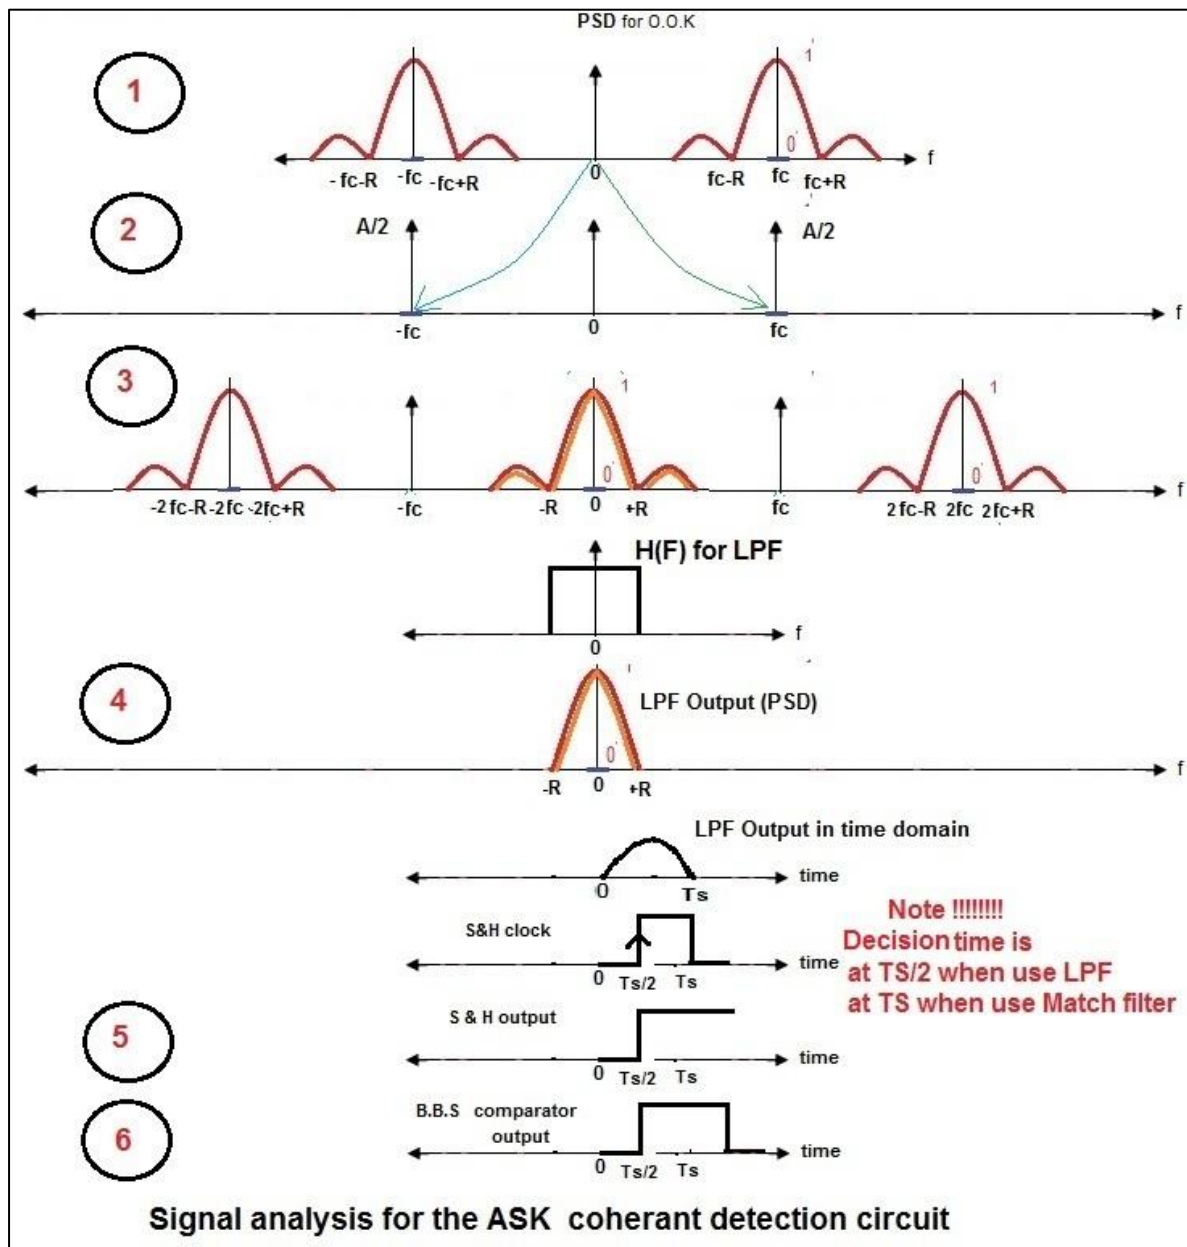 PSD for O.O.K
1
1
0
f
-fc-R -fc -fc+R 0 fc-R fc fc+R
2
A/2 A/2
-fc 0 fc f
3
1 1
0 0
-2fc-R -2fc -2fc+R -fc -R 0 +R fc 2fc-R 2fc 2fc+R
H(F) for LPF
f
0
4
LPF Output (PSD)
0
f
-R 0 +R
LPF Output in time domain
time
0 Ts
S&H clock
time
0 Ts/2 Ts
Note !!!!!!!!
Decision time is
at TS/2 when use LPF
at TS when use Match filter
5
S & H output
time
0 Ts/2 Ts
6
B.B.S comparator
output
time
0 Ts/2 Ts
Signal analysis for the ASK coherant detection circuit